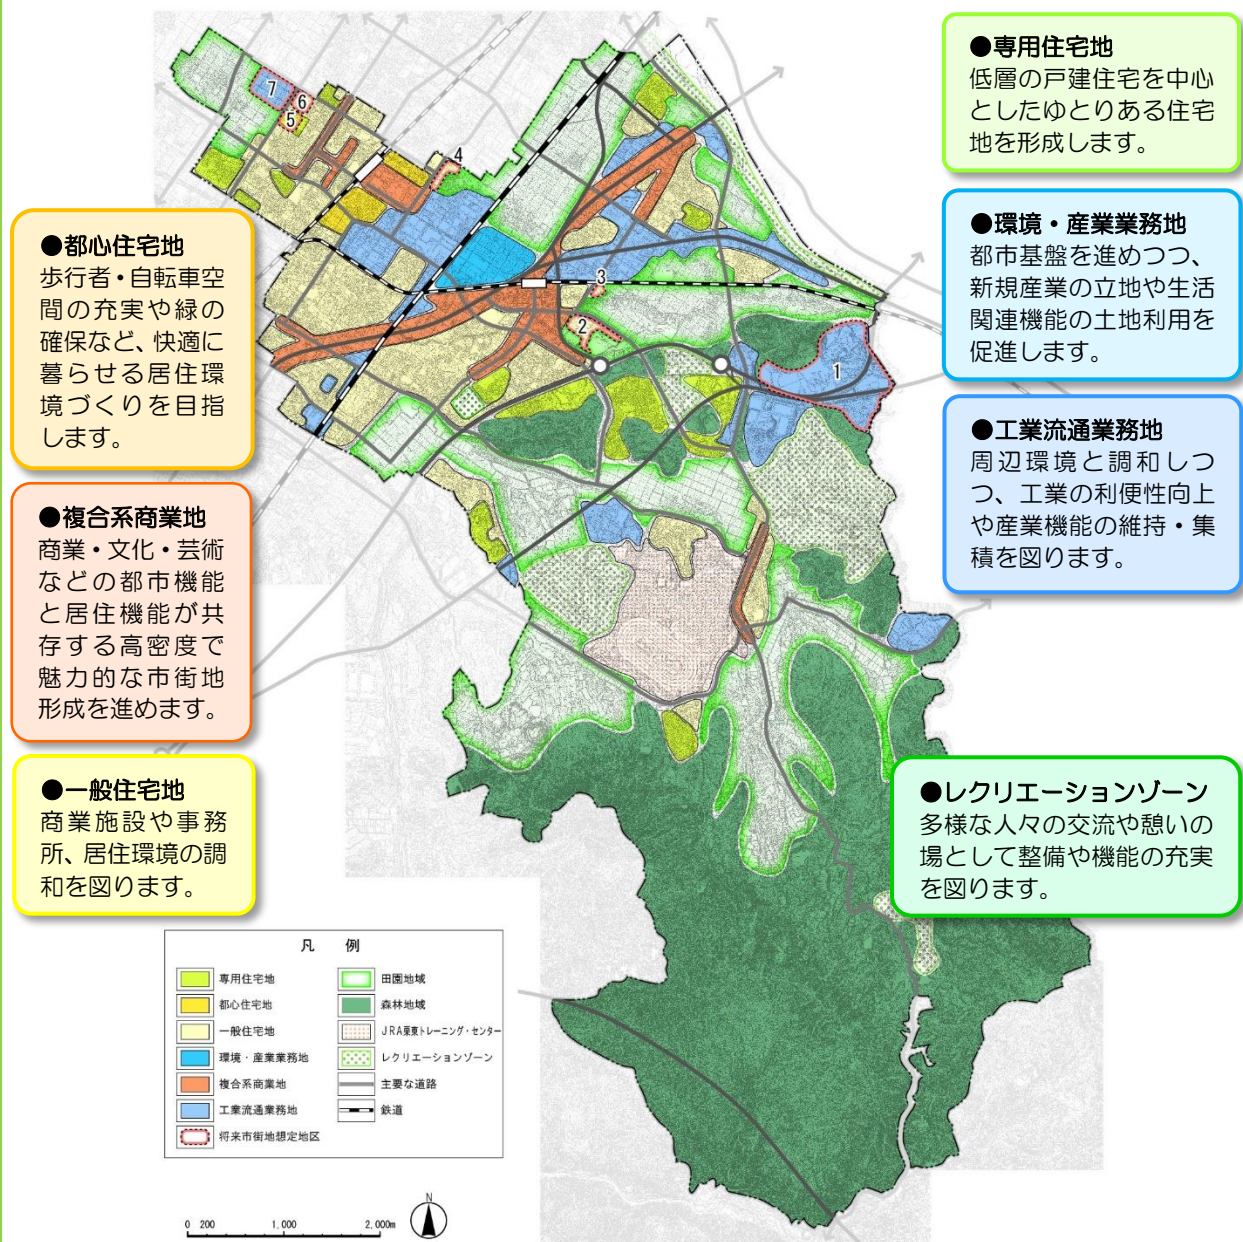 ●専用住宅地
低層の戸建住宅を中心
としたゆとりある住宅
地を形成します。
●環境・産業業務地
都市基盤を進めつつ、
新規産業の立地や生活
関連機能の土地利用を
促進します。
●工業流通業務地
周辺環境と調和しつ
つ、工業の利便性向上
や産業機能の維持・集
積を図ります。
●都心住宅地
歩行者・自転車空
間の充実や緑の
確保など、快適に
暮らせる居住環
境づくりを目指
します。
●複合系商業地
商業・文化・芸術
などの都市機能
と居住機能が共
存する高密度で
魅力的な市街地
形成を進めます。
●一般住宅地
商業施設や事務
所、居住環境の調
和を図ります。
●レクリエーションゾーン
多様な人々の交流や憩いの
場として整備や機能の充実
を図ります。
7
6
5
4
3
2
1
凡 例
専用住宅地
都心住宅地
一般住宅地
環境・産業業務地
複合系商業地
工業流通業務地
将来市街地想定地区
田園地域
森林地域
JRA栗東トレーニング・センター
レクリエーションゾーン
主要な道路
鉄道
0 200 1,000 2,000m
N